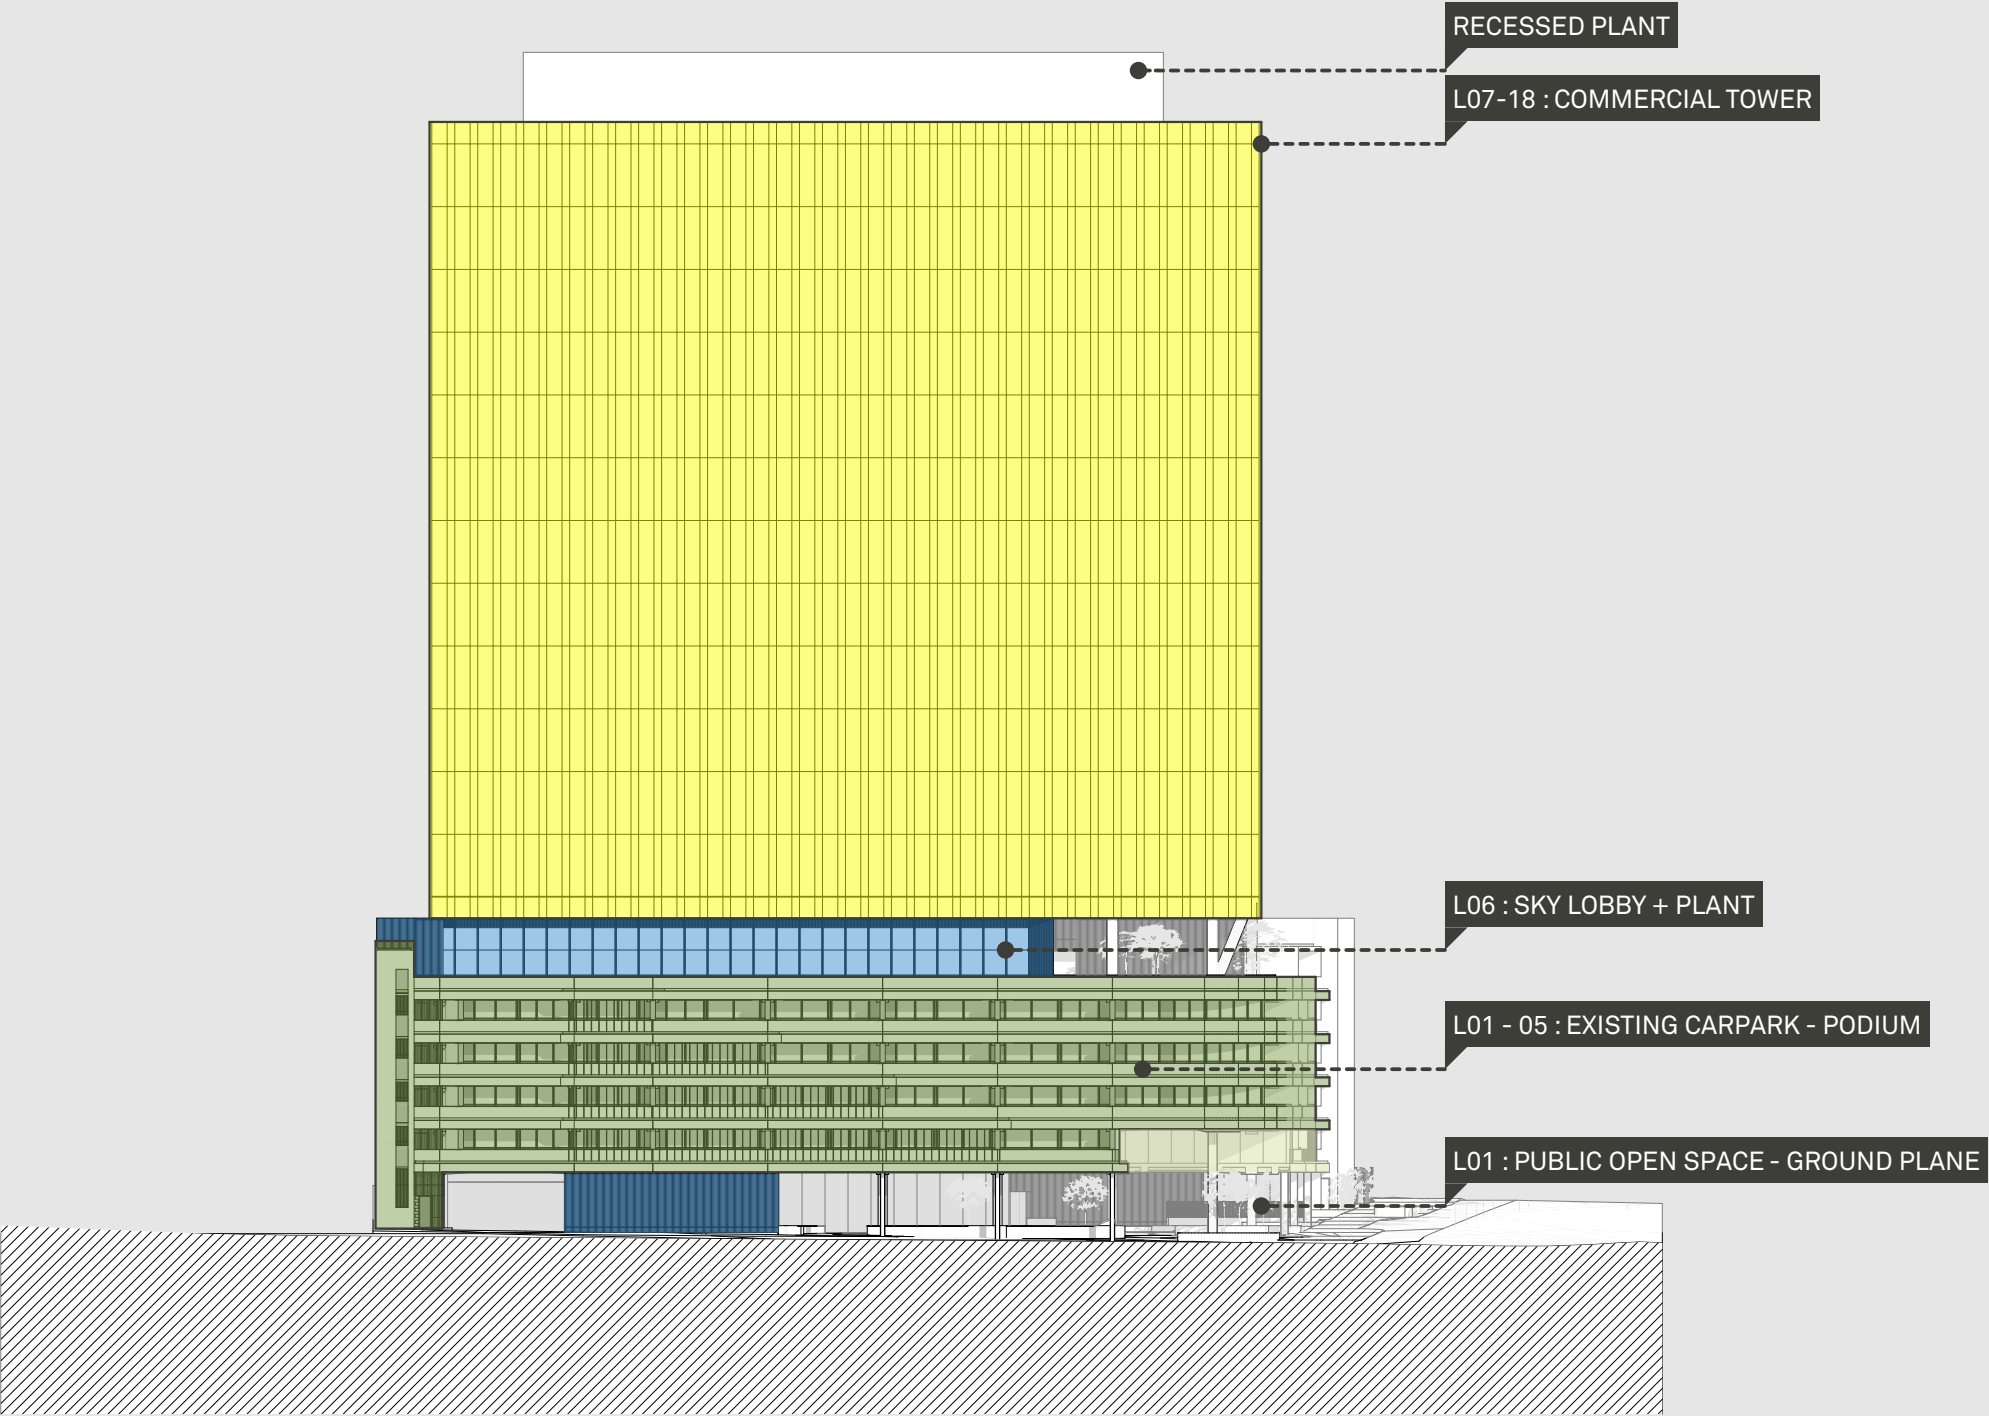 RECESSED PLANT
L07-18 : COMMERCIAL TOWER
L06 : SKY LOBBY + PLANT
L01 - 05 : EXISTING CARPARK - PODIUM
L01 : PUBLIC OPEN SPACE - GROUND PLANE